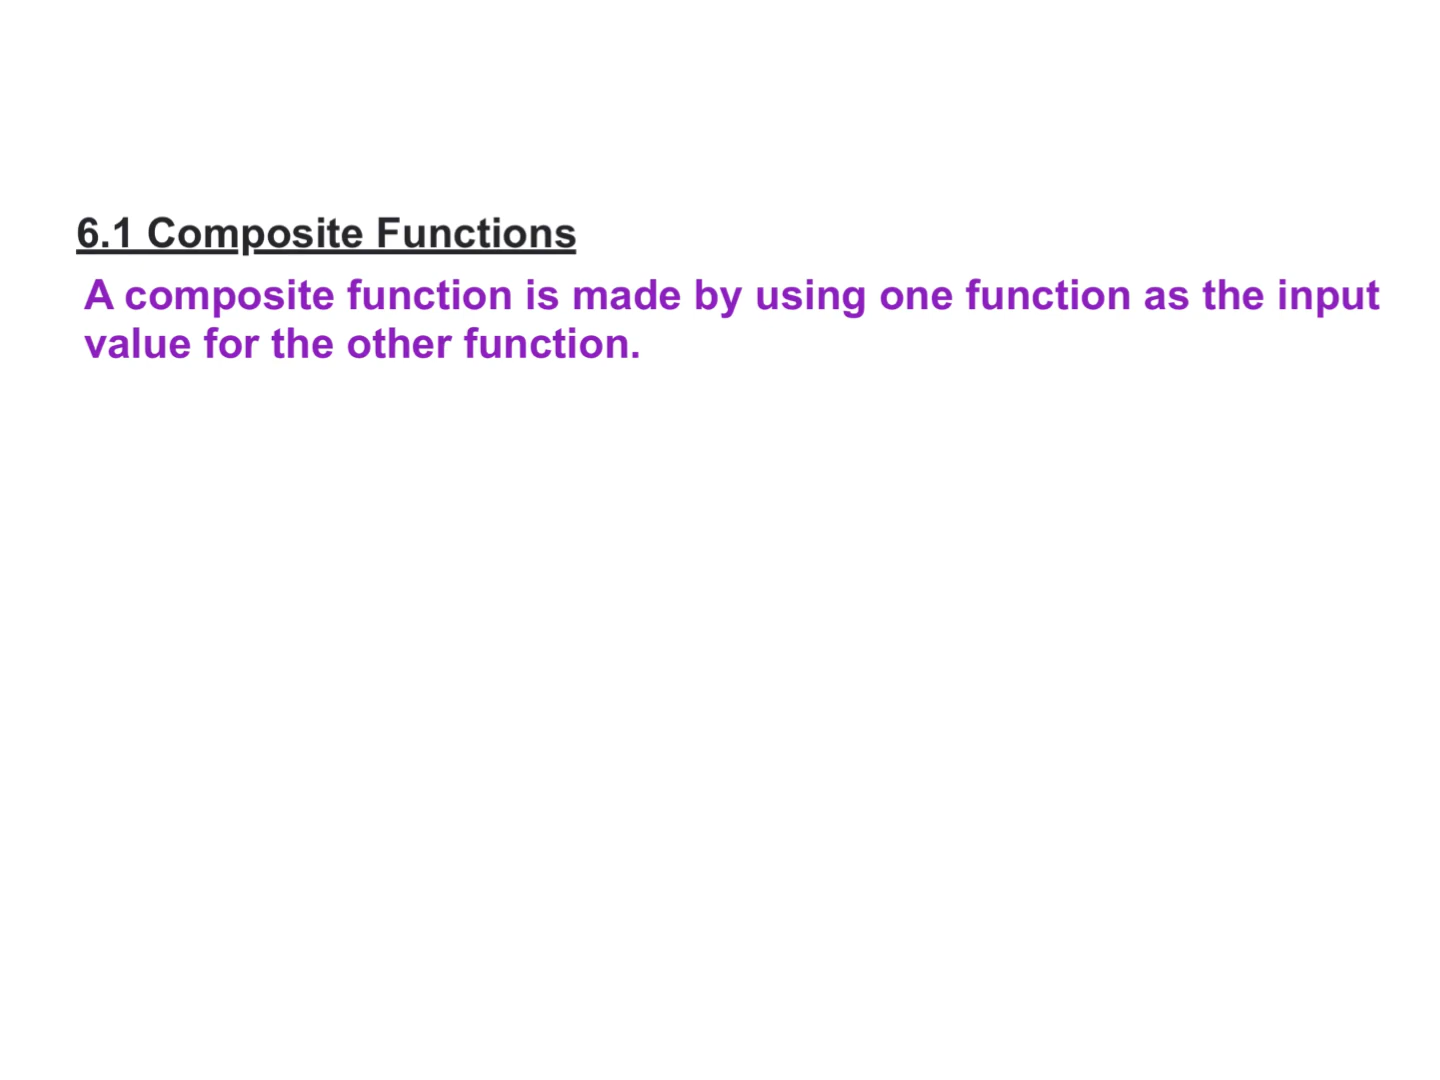 6.1 Composite Functions
A composite function is made by using one function as the input
value for the other function.